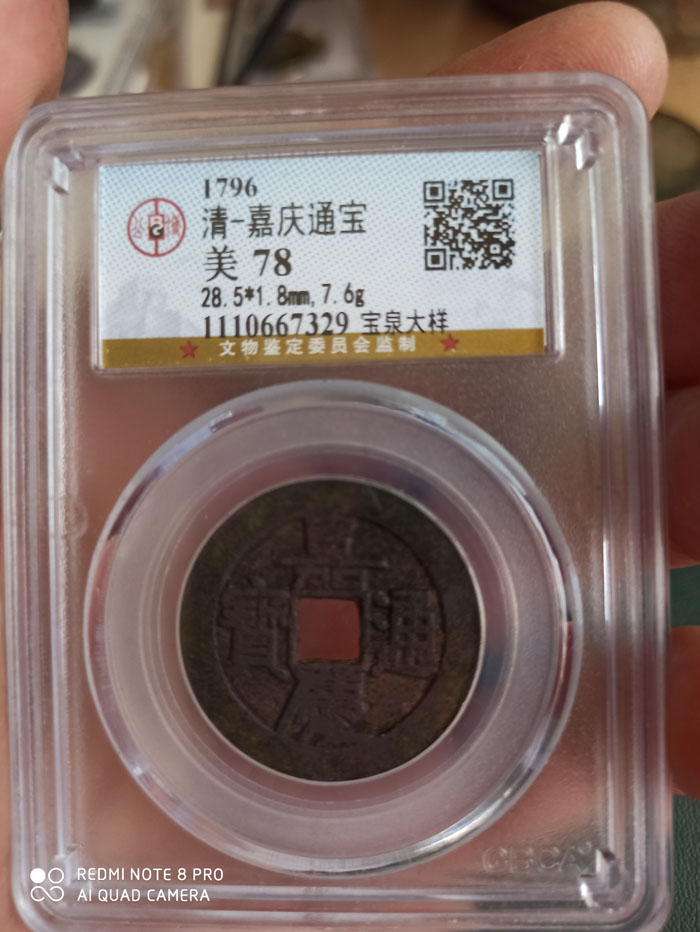 1796
清-嘉庆通宝
美 78
28.5*1.8mm,7.6g
1110667329 宝泉大样
★ 文物鉴定委员会监制 ★
嘉
寶 通
慶
REDMI NOTE 8 PRO
AI QUAD CAMERA